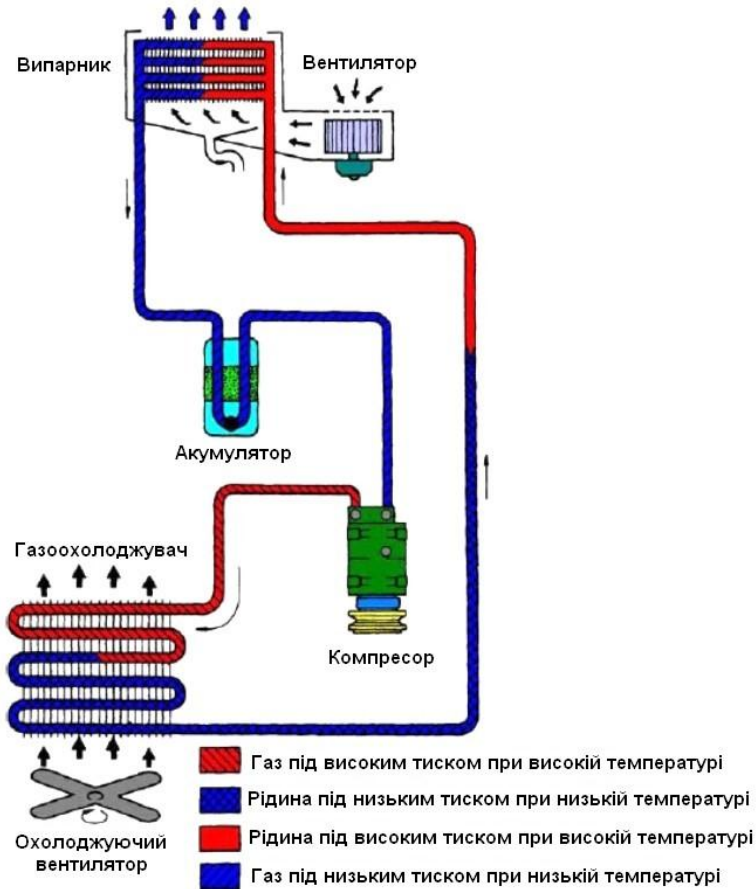 Випарник
Вентилятор
Акумулятор
Газоохолоджувач
Компресор
Охолоджуючий
вентилятор
Газ під високим тиском при високій температурі
Рідина під низьким тиском при низькій температурі
Рідина під високим тиском при високій температурі
Газ під низьким тиском при низькій температурі